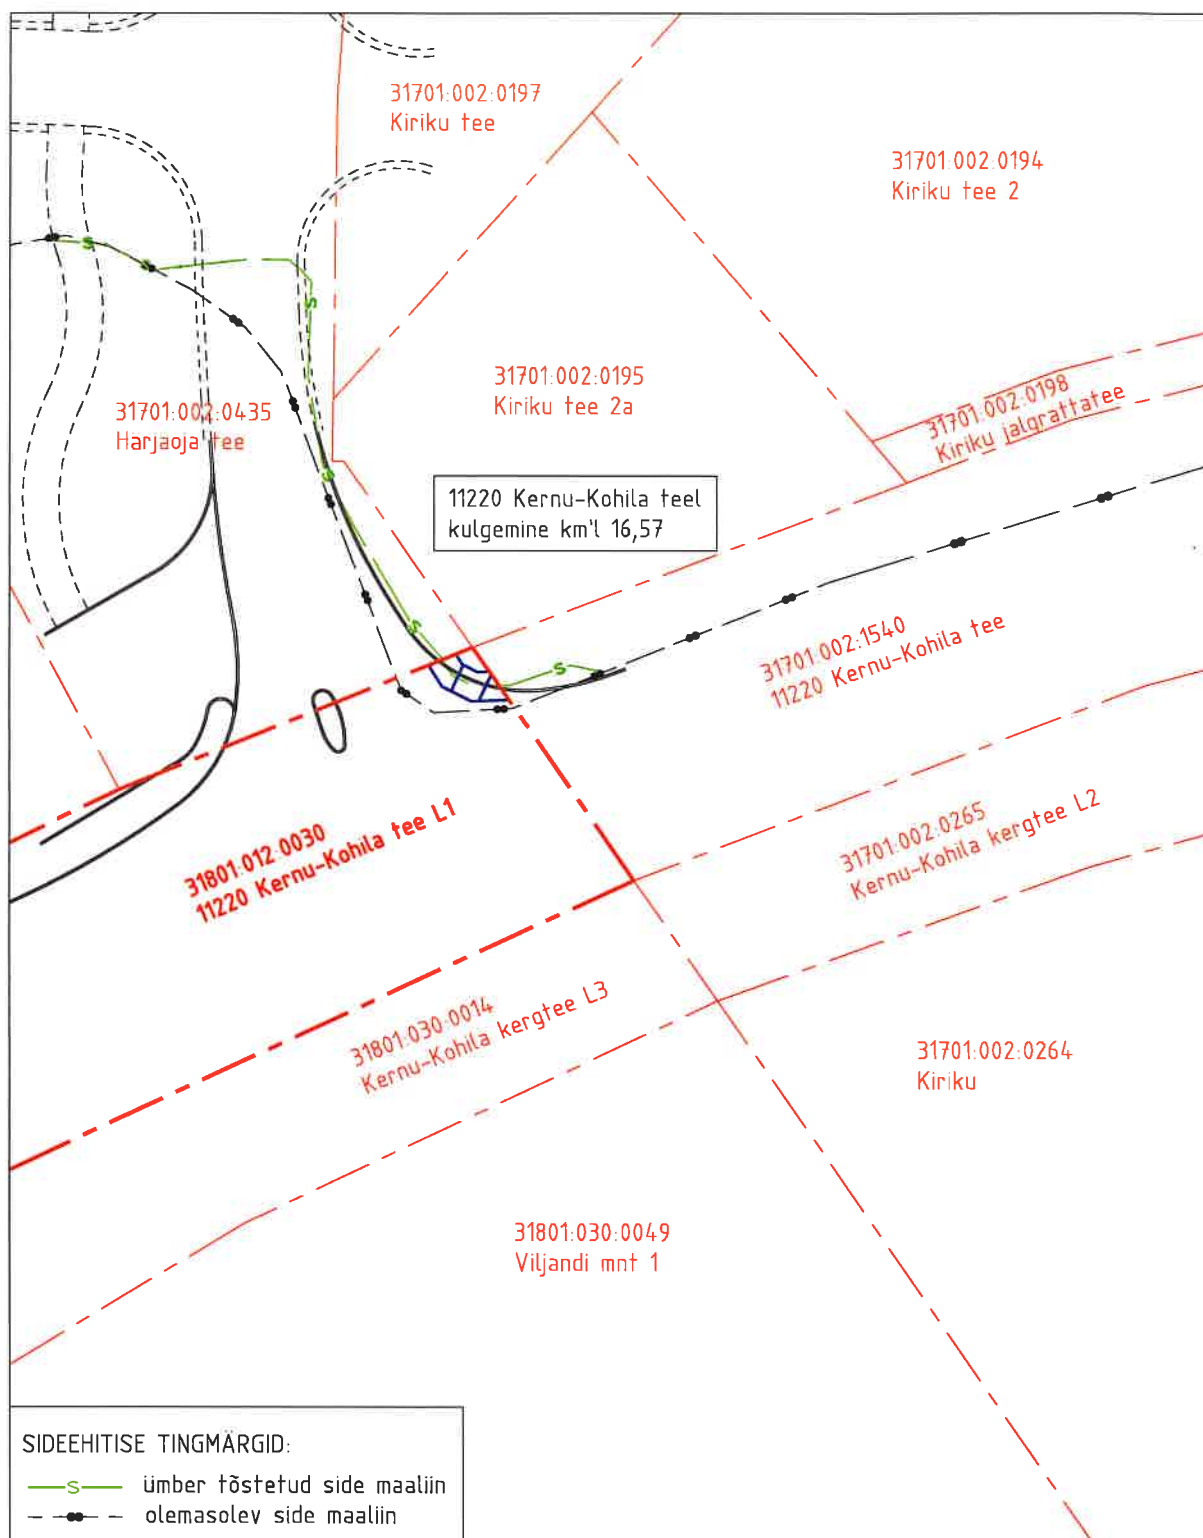 31701:002:0197
Kiriku tee
31701:002:0194
Kiriku tee 2
31701:002:0195
Kiriku tee 2a
31701:002:0198
Kiriku jalgrattatee
31701:002:0435
Harjaoja tee
11220 Kernu-Kohila teel
kulgemine km'l 16,57
S
S
S
S
S
S
31701:002:1540
11220 Kernu-Kohila tee
31801:012:0030
11220 Kernu-Kohila tee L1
31701:002:0265
Kernu-Kohila kergtee L2
31801:030:0014
Kernu-Kohila kergtee L3
31701:002:0264
Kiriku
31801:030:0049
Viljandi mnt 1
SIDEEHITISE TINGMÄRGID:
S ümber tõstetud side maaliin
olemasolev side maaliin